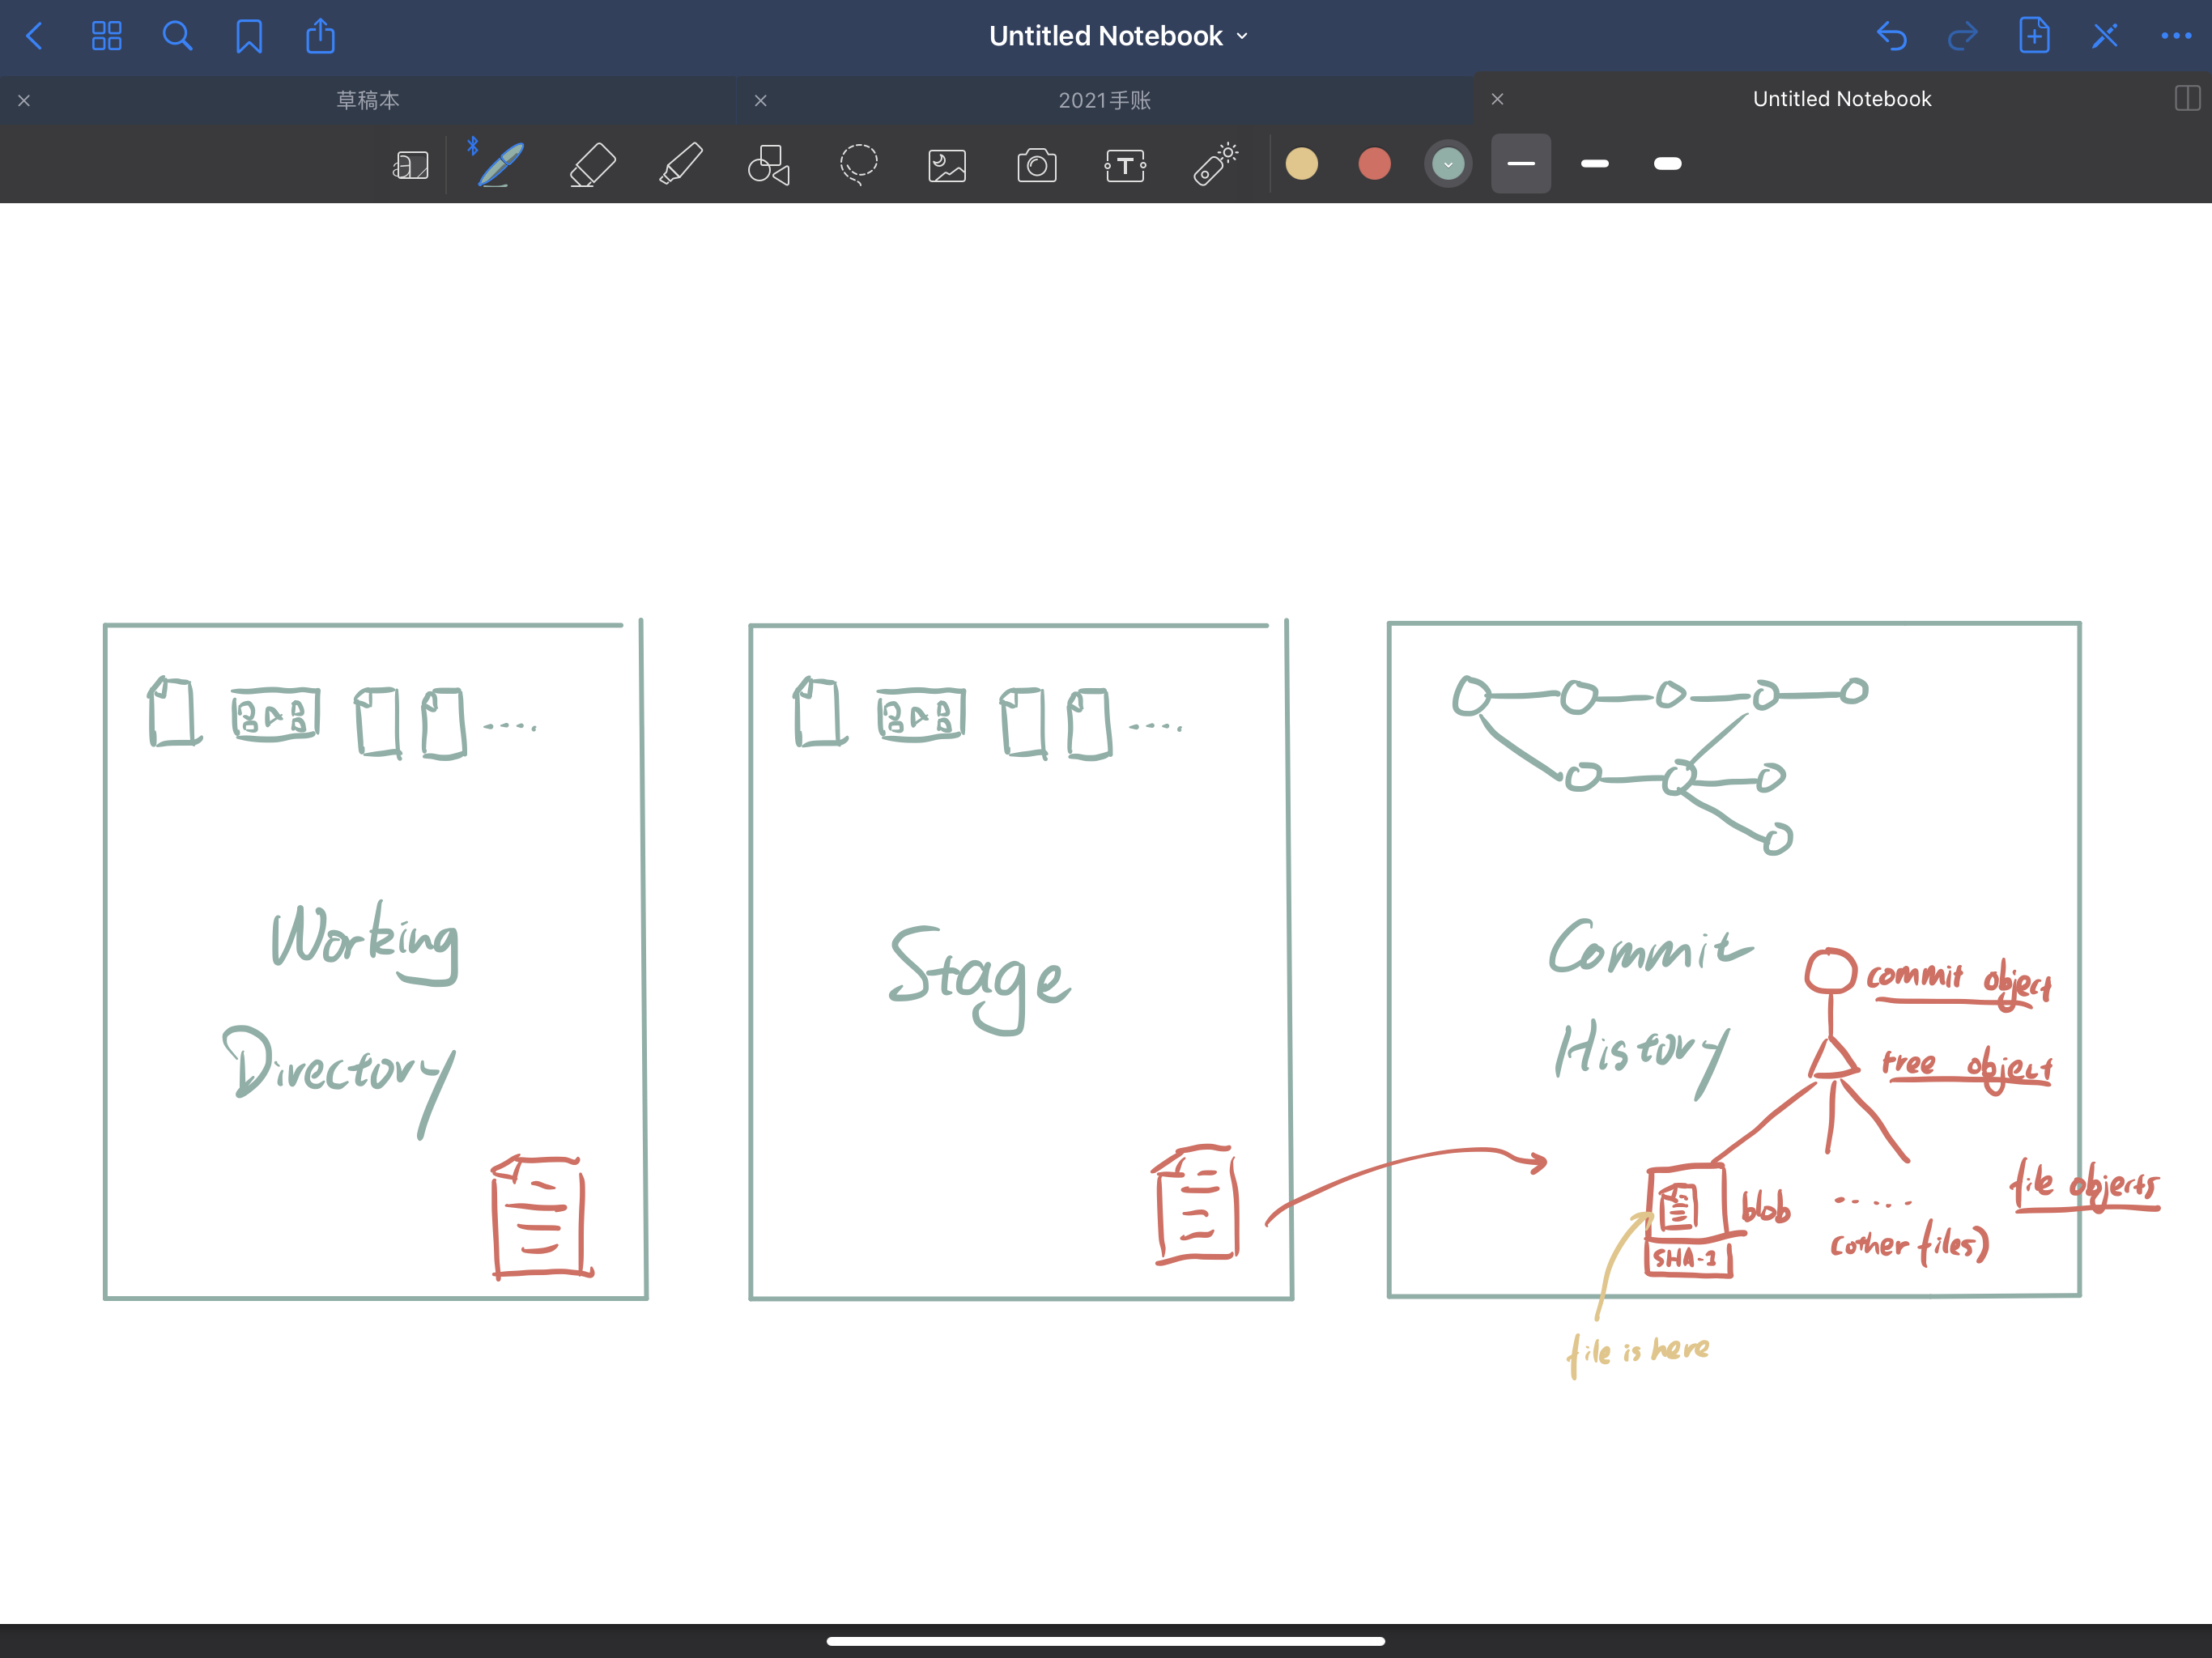 Untitled Notebook
草稿本
2021手账
Untitled Notebook
T
Working
Directory
Stage
Commit
History
commit object
tree object
file objects
blob
.....
(other files)
SHA-1
file is here